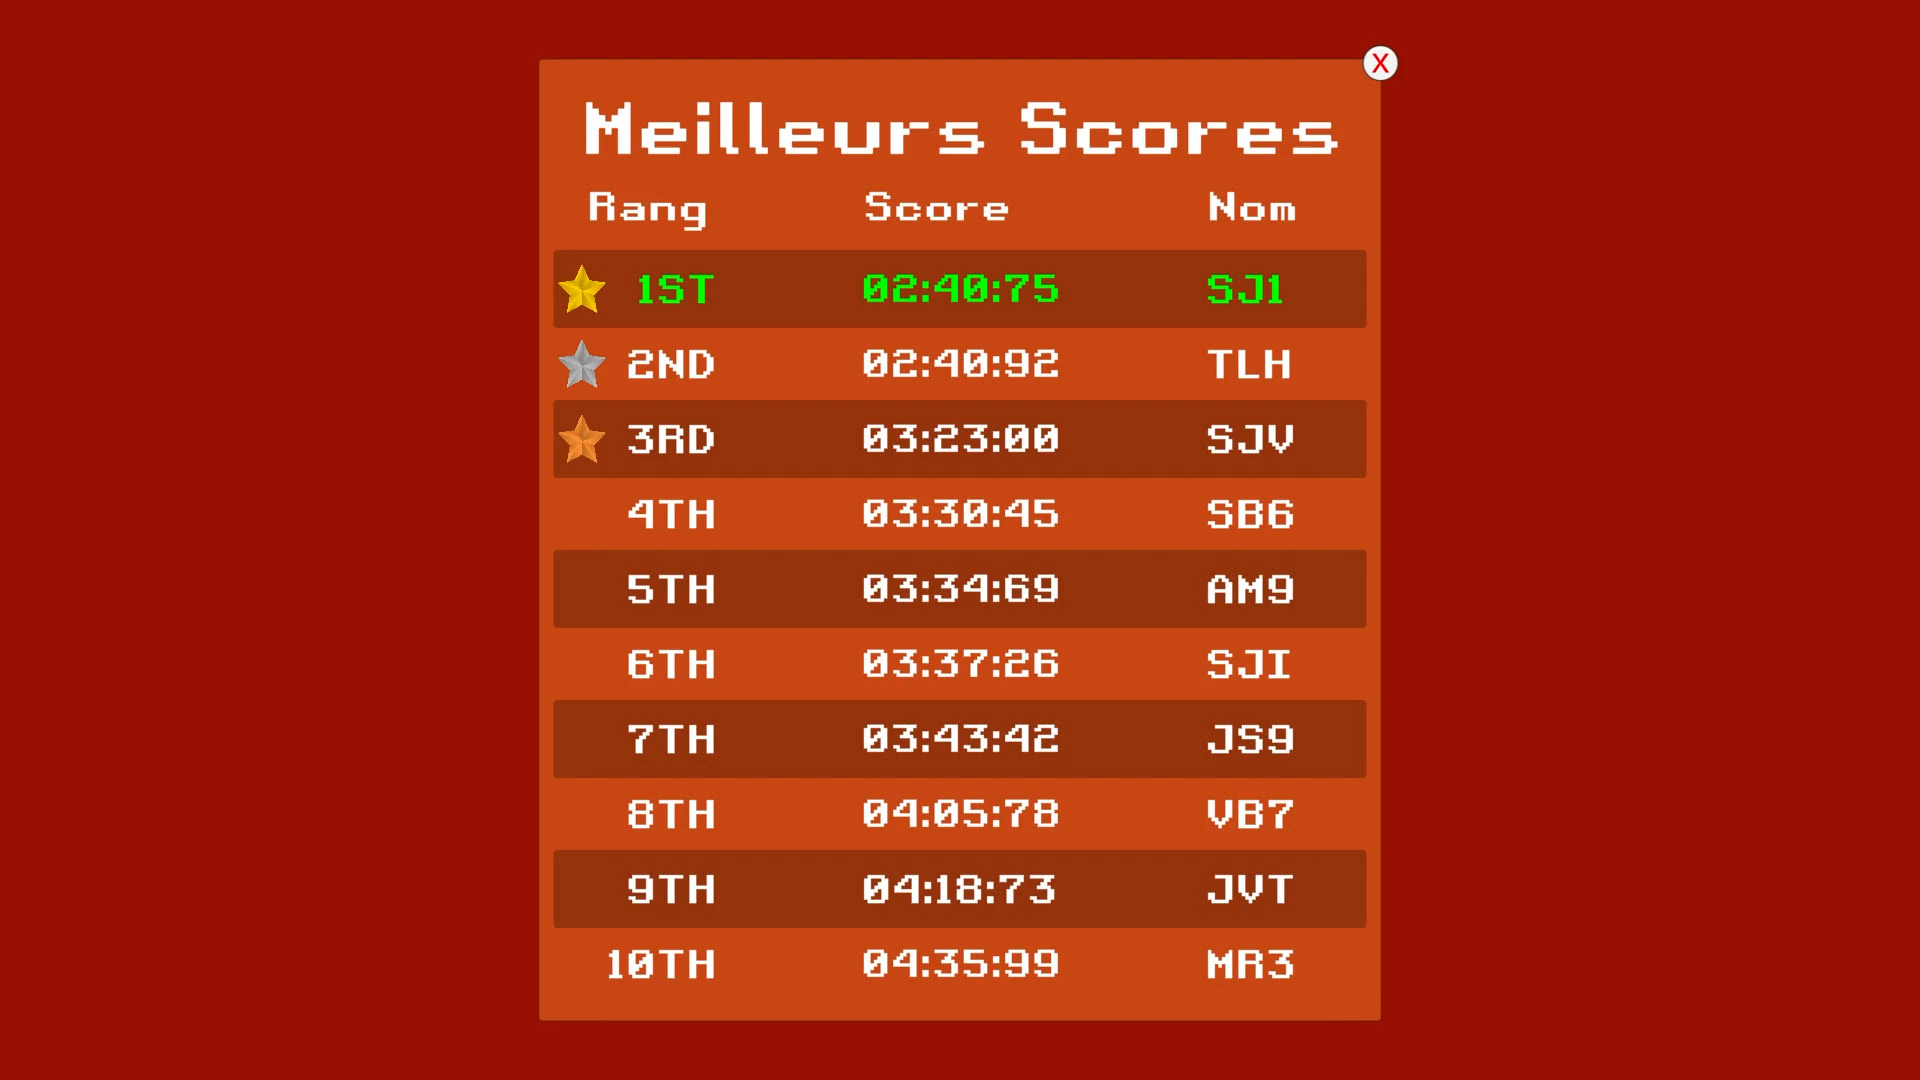 X
Meilleurs Scores
Rang Score Nom
1ST 02:40:75 SJ1
2ND 02:40:92 TLH
3RD 03:23:00 SJV
4TH 03:30:45 SB6
5TH 03:34:69 AM9
6TH 03:37:26 SJI
7TH 03:43:42 JS9
8TH 04:05:78 VB7
9TH 04:18:73 JVT
10TH 04:35:99 MR3